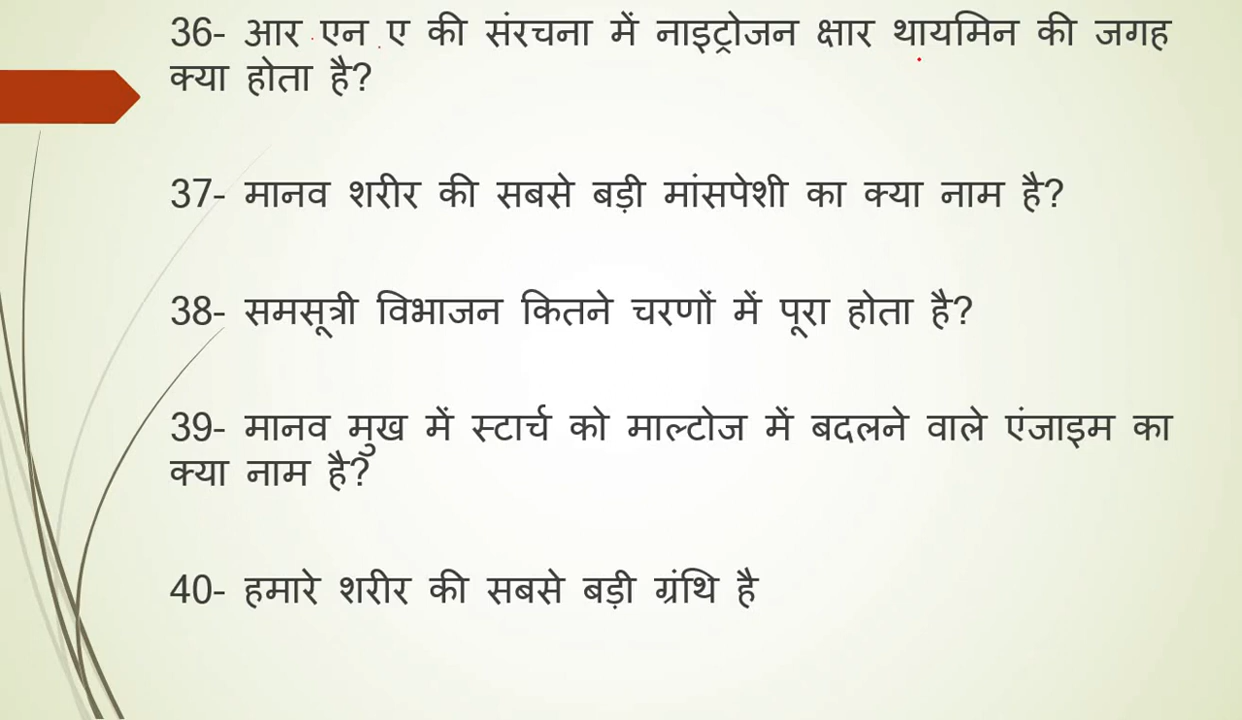 36- आर एन ए की संरचना में नाइट्रोजन क्षार थायमिन की जगह
क्या होता है?
37- मानव शरीर की सबसे बड़ी मांसपेशी का क्या नाम है?
38- समसूत्री विभाजन कितने चरणों में पूरा होता है?
39- मानव मुख में स्टार्च को माल्टोज में बदलने वाले एंजाइम का
क्या नाम है?
40- हमारे शरीर की सबसे बड़ी ग्रंथि है